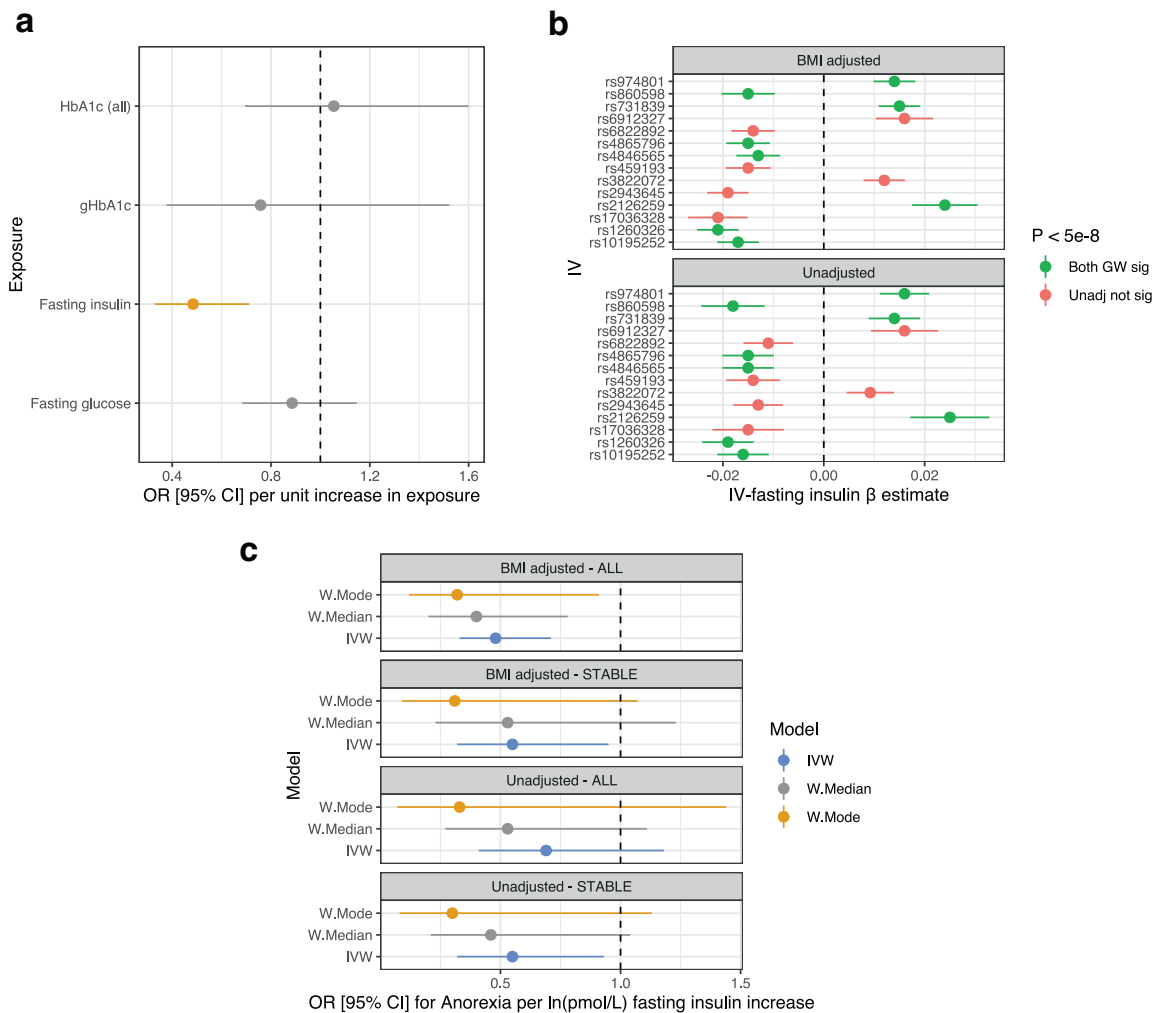 a
Exposure
HbA1c (all)
gHbA1c
Fasting insulin
Fasting glucose
0.4 0.8 1.2 1.6
OR [95% CI] per unit increase in exposure
b
IV
BMI adjusted
rs974801
rs860598
rs731839
rs6912327
rs6822892
rs4865796
rs4846565
rs459193
rs3822072
rs2943645
rs2126259
rs17036328
rs1260326
rs10195252
Unadjusted
rs974801
rs860598
rs731839
rs6912327
rs6822892
rs4865796
rs4846565
rs459193
rs3822072
rs2943645
rs2126259
rs17036328
rs1260326
rs10195252
-0.02 0.00 0.02
IV-fasting insulin β estimate
P < 5e-8
Both GW sig
Unadj not sig
c
Model
BMI adjusted - ALL
W.Mode
W.Median
IVW
BMI adjusted - STABLE
W.Mode
W.Median
IVW
Unadjusted - ALL
W.Mode
W.Median
IVW
Unadjusted - STABLE
W.Mode
W.Median
IVW
0.5 1.0 1.5
OR [95% CI] for Anorexia per ln(pmol/L) fasting insulin increase
Model
IVW
W.Median
W.Mode